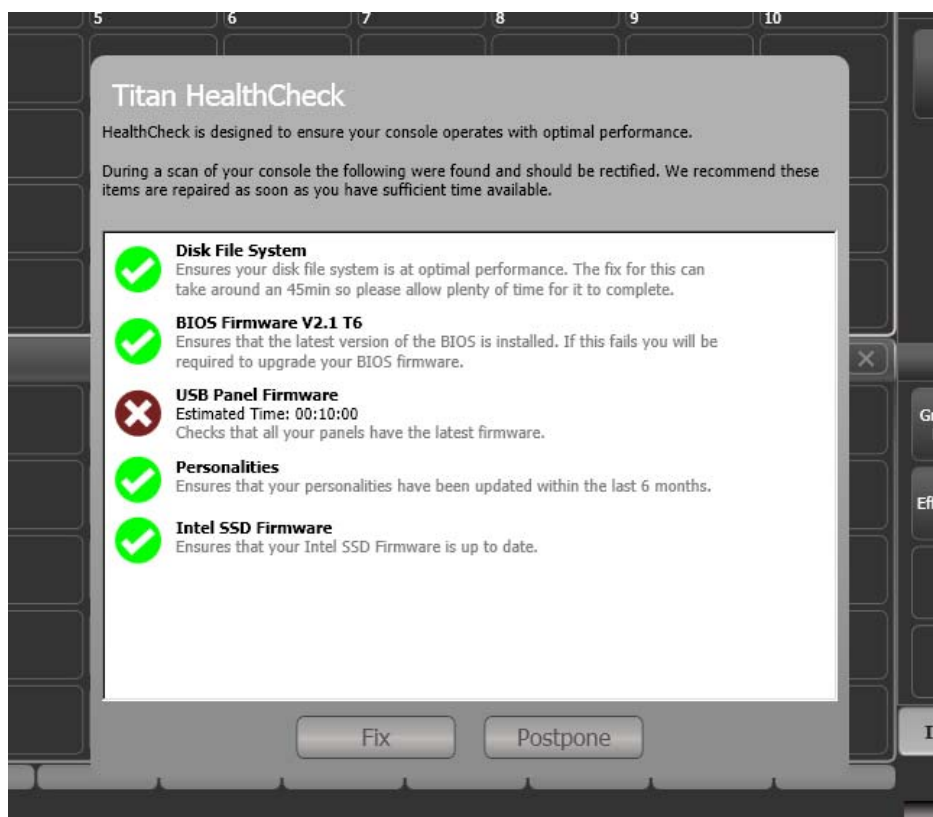 5 6 7 8 9 10
Titan HealthCheck
HealthCheck is designed to ensure your console operates with optimal performance.
During a scan of your console the following were found and should be rectified. We recommend these
items are repaired as soon as you have sufficient time available.
Disk File System
Ensures your disk file system is at optimal performance. The fix for this can
take around an 45min so please allow plenty of time for it to complete.
BIOS Firmware V2.1 T6
Ensures that the latest version of the BIOS is installed. If this fails you will be
required to upgrade your BIOS firmware.
USB Panel Firmware
Estimated Time: 00:10:00
Checks that all your panels have the latest firmware.
Personalities
Ensures that your personalities have been updated within the last 6 months.
Intel SSD Firmware
Ensures that your Intel SSD Firmware is up to date.
Fix
Postpone